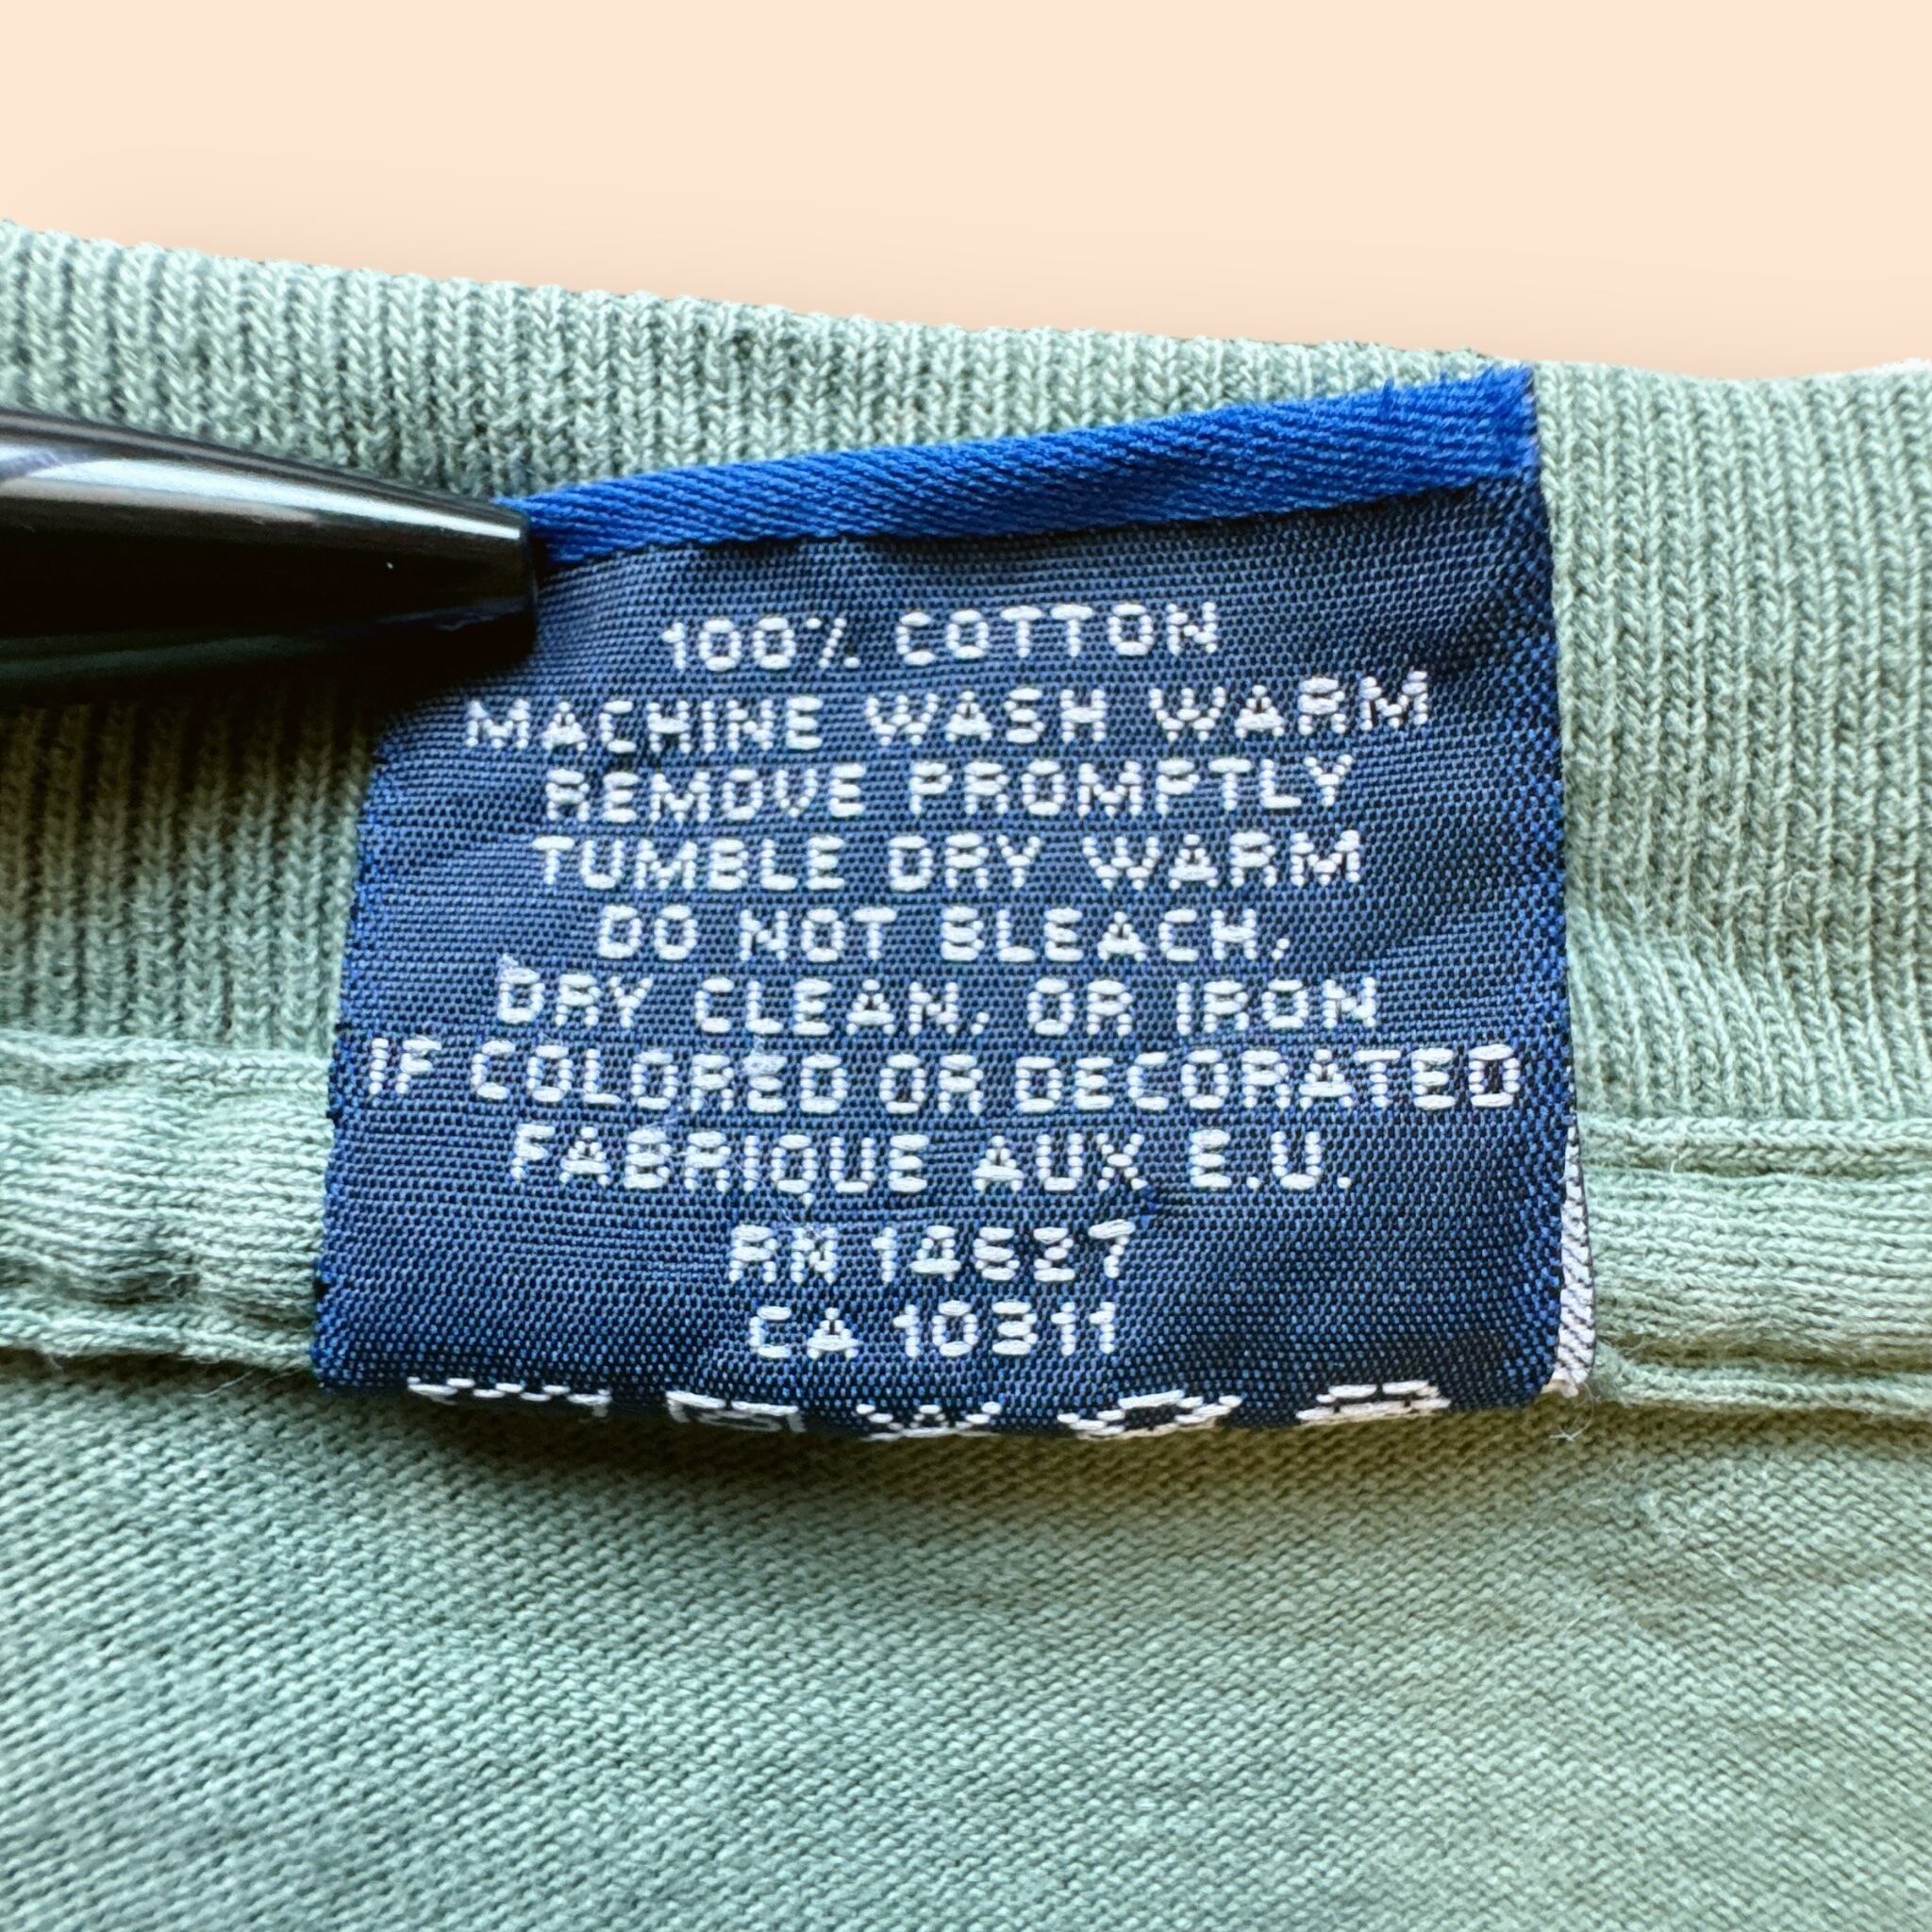 100% COTTON
MACHINE WASH WARM
REMOVE PROMPTLY
TUMBLE DRY WARM
DO NOT BLEACH,
DRY CLEAN, OR IRON
IF COLORED OR DECORATED
FABRIQUE AUX E.U.
RN 14627
CA 10311